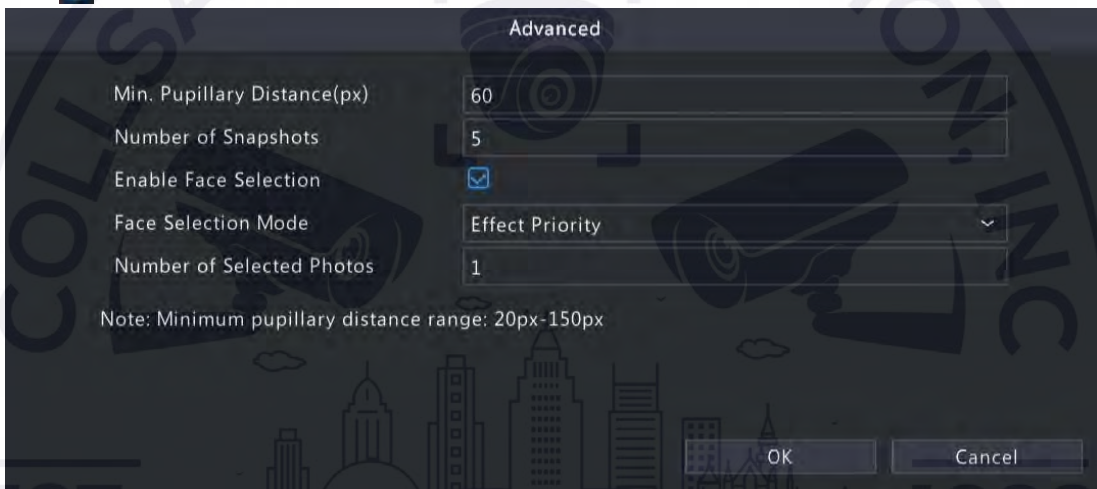 Advanced
Min. Pupillary Distance(px) 60
Number of Snapshots 5
Enable Face Selection
Face Selection Mode Effect Priority
Number of Selected Photos 1
Note: Minimum pupillary distance range: 20px-150px
OK Cancel